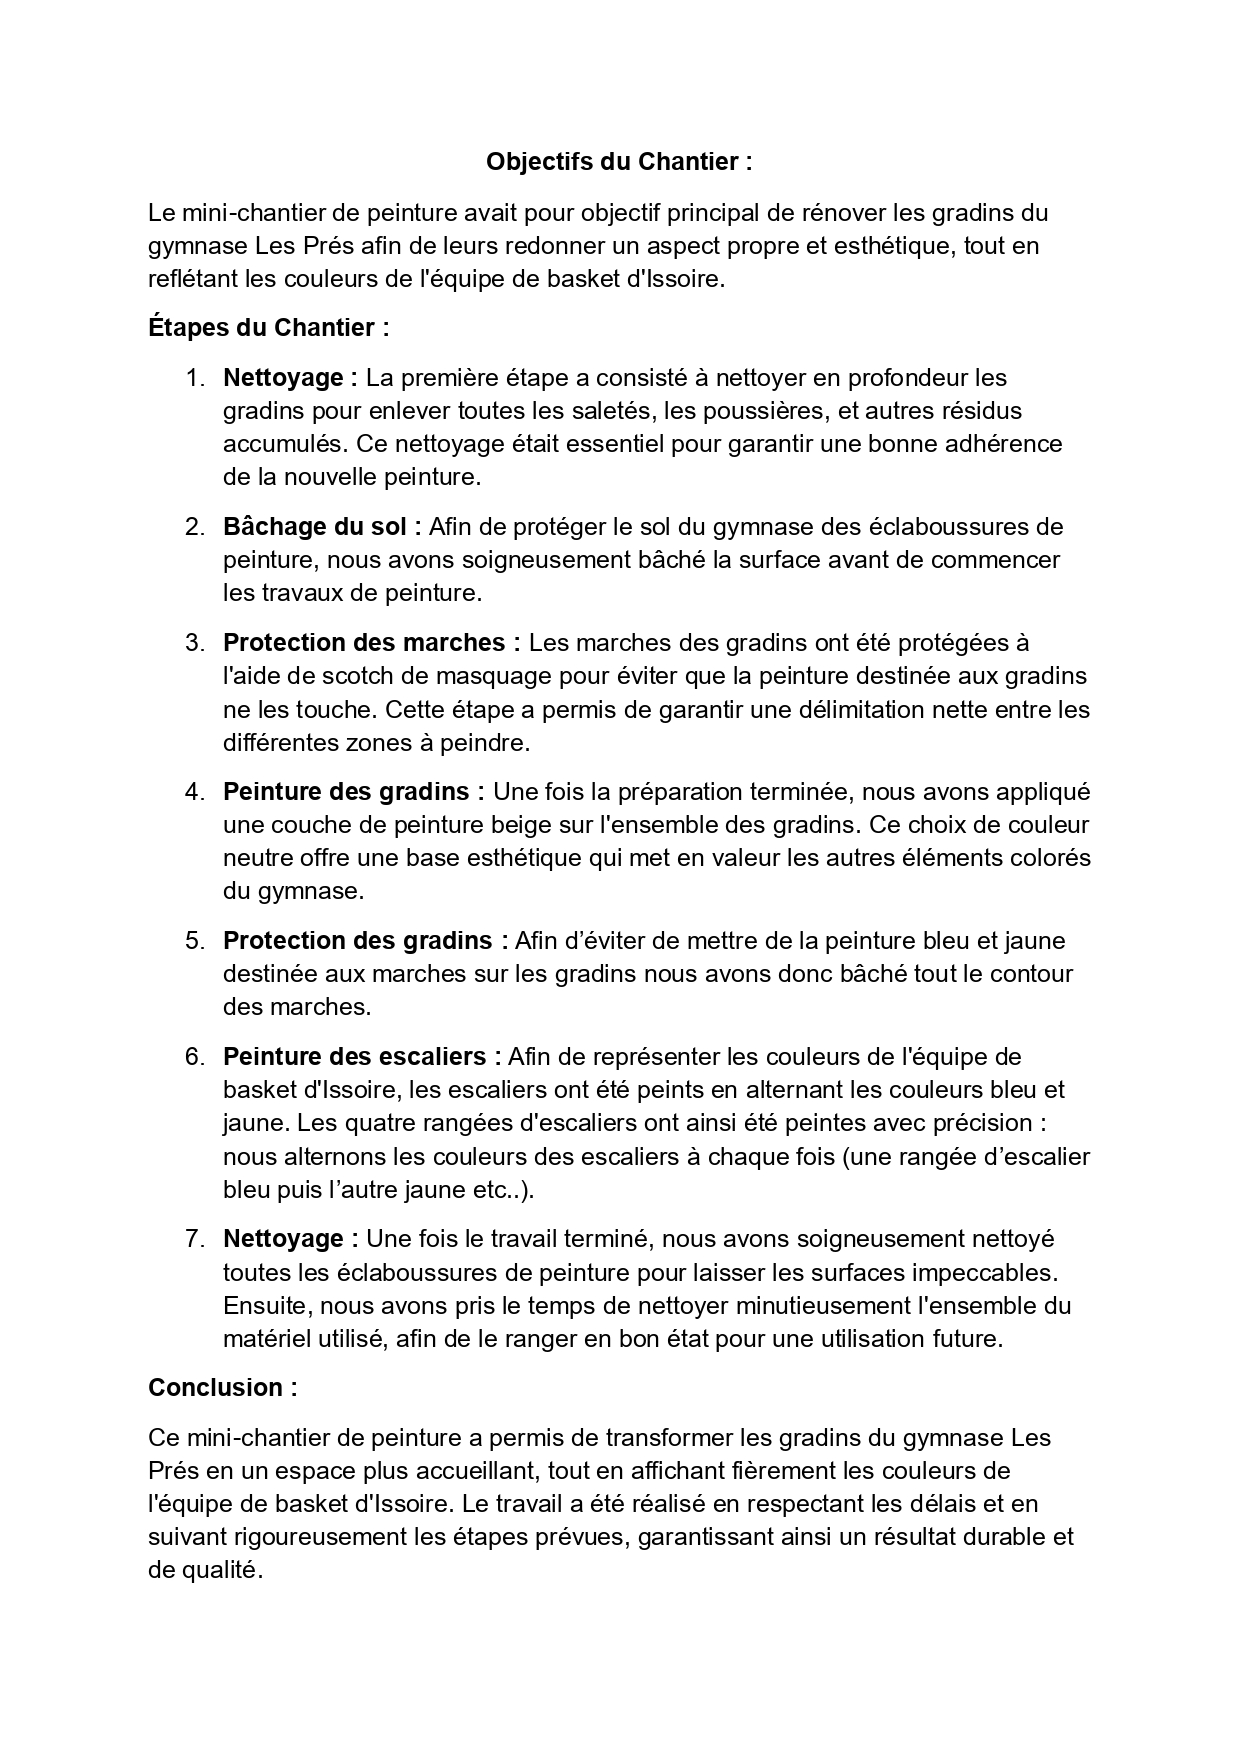 Objectifs du Chantier :
Le mini-chantier de peinture avait pour objectif principal de rénover les gradins du
gymnase Les Prés afin de leurs redonner un aspect propre et esthétique, tout en
reflétant les couleurs de l'équipe de basket d'Issoire.
Étapes du Chantier :
1. Nettoyage : La première étape a consisté à nettoyer en profondeur les
gradins pour enlever toutes les saletés, les poussières, et autres résidus
accumulés. Ce nettoyage était essentiel pour garantir une bonne adhérence
de la nouvelle peinture.
2. Bâchage du sol : Afin de protéger le sol du gymnase des éclaboussures de
peinture, nous avons soigneusement bâché la surface avant de commencer
les travaux de peinture.
3. Protection des marches : Les marches des gradins ont été protégées à
l'aide de scotch de masquage pour éviter que la peinture destinée aux gradins
ne les touche. Cette étape a permis de garantir une délimitation nette entre les
différentes zones à peindre.
4. Peinture des gradins : Une fois la préparation terminée, nous avons appliqué
une couche de peinture beige sur l'ensemble des gradins. Ce choix de couleur
neutre offre une base esthétique qui met en valeur les autres éléments colorés
du gymnase.
5. Protection des gradins : Afin d’éviter de mettre de la peinture bleu et jaune
destinée aux marches sur les gradins nous avons donc bâché tout le contour
des marches.
6. Peinture des escaliers : Afin de représenter les couleurs de l'équipe de
basket d'Issoire, les escaliers ont été peints en alternant les couleurs bleu et
jaune. Les quatre rangées d'escaliers ont ainsi été peintes avec précision :
nous alternons les couleurs des escaliers à chaque fois (une rangée d’escalier
bleu puis l’autre jaune etc..).
7. Nettoyage : Une fois le travail terminé, nous avons soigneusement nettoyé
toutes les éclaboussures de peinture pour laisser les surfaces impeccables.
Ensuite, nous avons pris le temps de nettoyer minutieusement l'ensemble du
matériel utilisé, afin de le ranger en bon état pour une utilisation future.
Conclusion :
Ce mini-chantier de peinture a permis de transformer les gradins du gymnase Les
Prés en un espace plus accueillant, tout en affichant fièrement les couleurs de
l'équipe de basket d'Issoire. Le travail a été réalisé en respectant les délais et en
suivant rigoureusement les étapes prévues, garantissant ainsi un résultat durable et
de qualité.